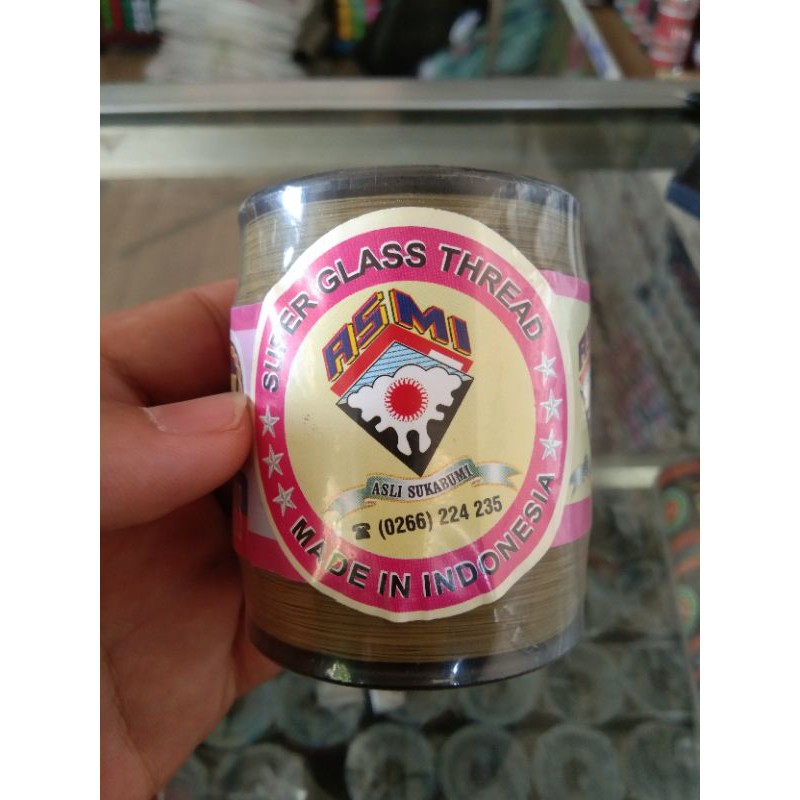 SUPER GLASS THREAD
ASMI
ASLI SUKABUMI
☎ (0266) 224 235
MADE IN INDONESIA